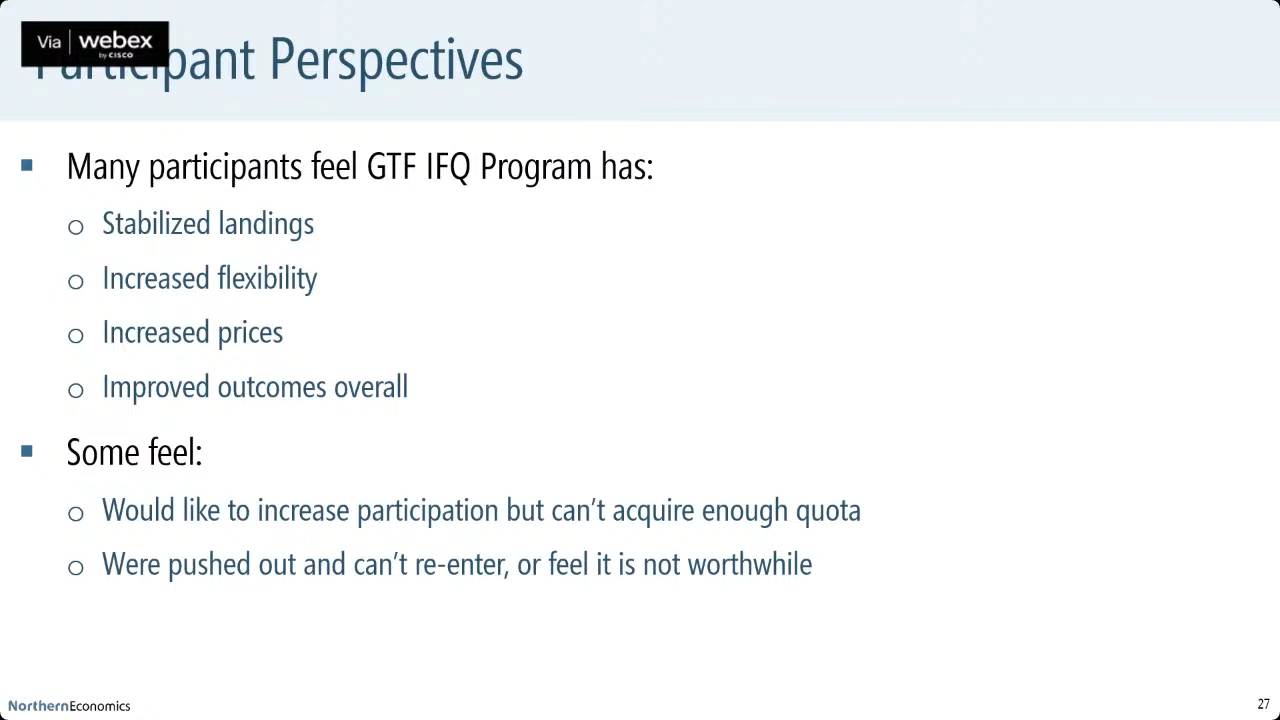 Via webex
by CISCO
Participant Perspectives
Many participants feel GTF IFQ Program has:
Stabilized landings
Increased flexibility
Increased prices
Improved outcomes overall
Some feel:
Would like to increase participation but can’t acquire enough quota
Were pushed out and can’t re-enter, or feel it is not worthwhile
NorthernEconomics
27